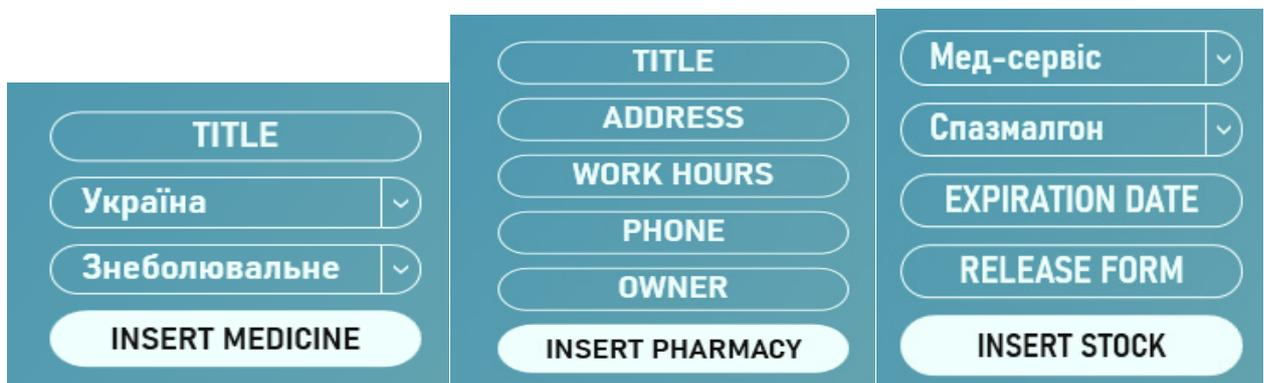 TITLE
Україна
Знеболювальне
INSERT MEDICINE
TITLE
ADDRESS
WORK HOURS
PHONE
OWNER
INSERT PHARMACY
Мед-сервіс
Спазмалгон
EXPIRATION DATE
RELEASE FORM
INSERT STOCK